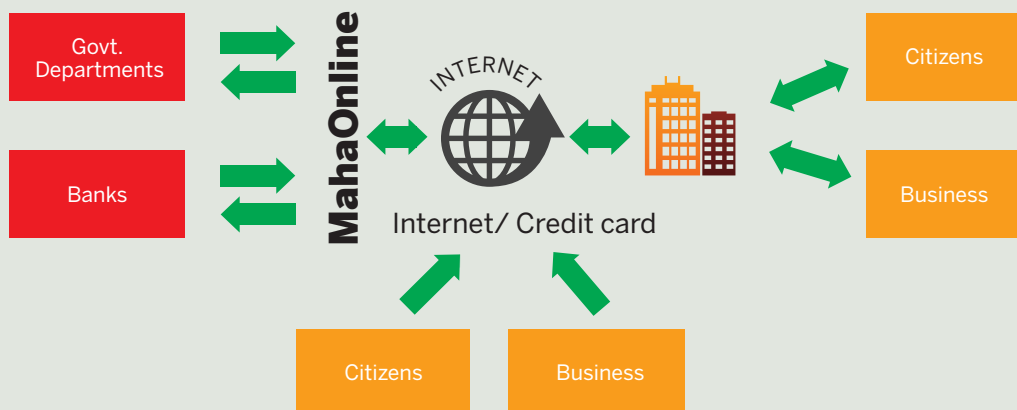 Govt.
Departments
Banks
MahaOnline
INTERNET
Internet/ Credit card
Citizens
Business
Citizens
Business